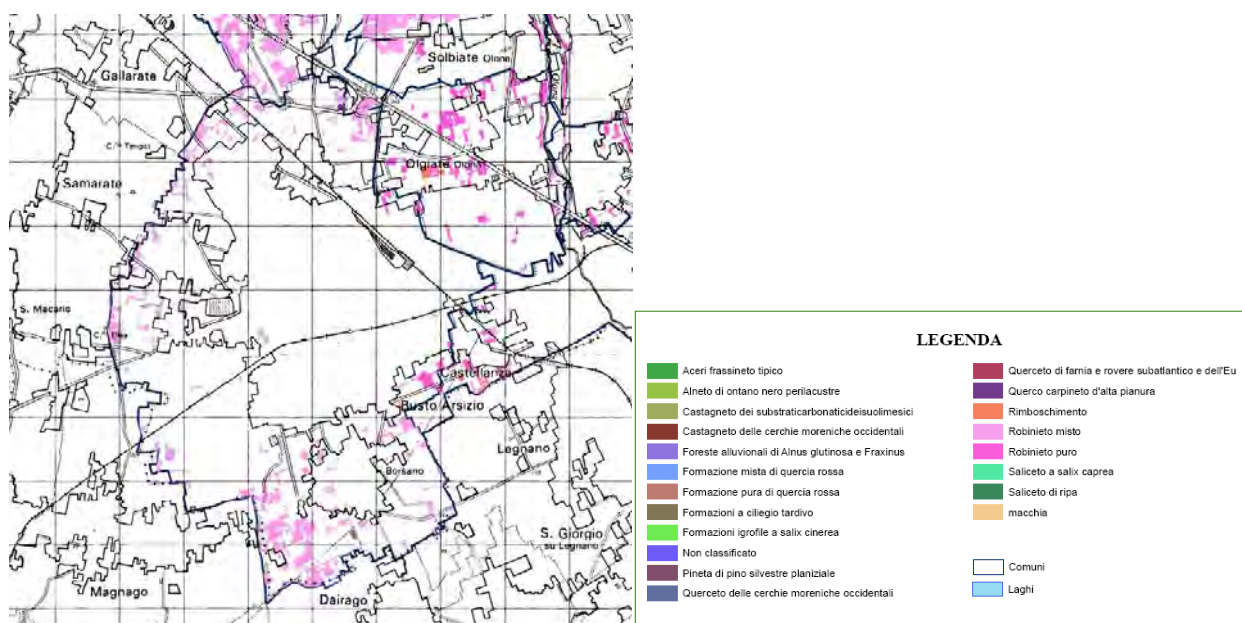 Solbiate Olona
Gallarate
Olona
C.na Tangit
Olgiate Olona
Samarate
S. Macario
Castellanza
Busto Arsizio
Legnano
Borsano
S. Giorgio
su Legnano
Magnago
Dairago
LEGENDA
Aceri frassineto tipico
Alneto di ontano nero perilacustre
Castagneto dei substraticarbonaticideisuolimesici
Castagneto delle cerchie moreniche occidentali
Foreste alluvionali di Alnus glutinosa e Fraxinus
Formazione mista di quercia rossa
Formazione pura di quercia rossa
Formazioni a ciliegio tardivo
Formazioni igrofile a salix cinerea
Non classificato
Pineta di pino silvestre planiziale
Querceto delle cerchie moreniche occidentali
Querceto di farnia e rovere subatlantico e dell'Eu
Querco carpineto d'alta pianura
Rimboschimento
Robinieto misto
Robinieto puro
Saliceto a salix caprea
Saliceto di ripa
macchia
Comuni
Laghi